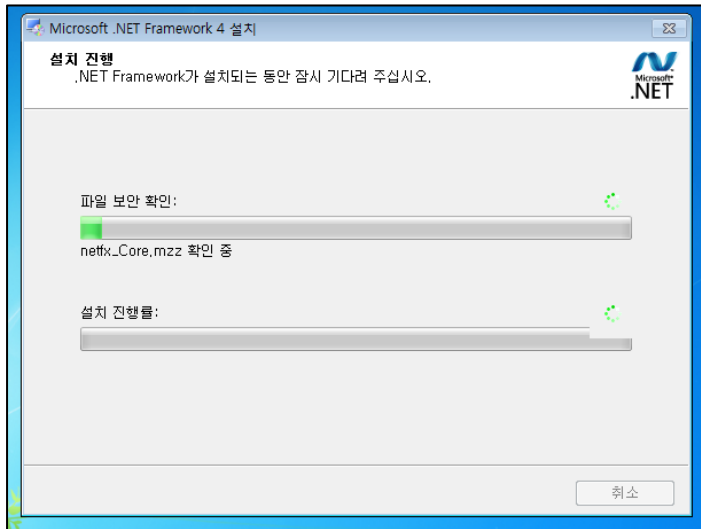 Microsoft .NET Framework 4 설치
설치 진행
.NET Framework가 설치되는 동안 잠시 기다려 주십시오.
Microsoft®
.NET
파일 보안 확인:
netfx_Core.mzz 확인 중
설치 진행률:
취소